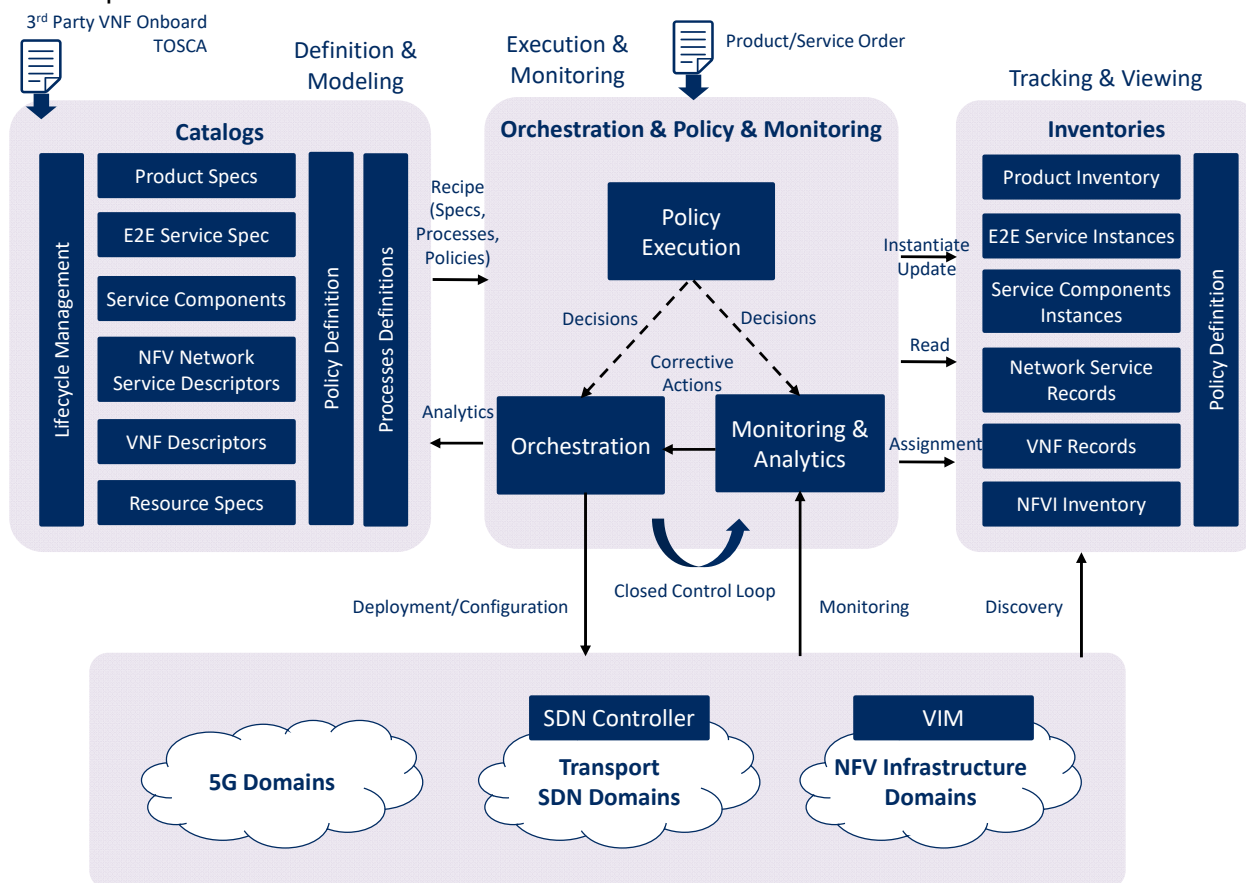 3rd Party VNF Onboard
TOSCA
Definition &
Modeling
Execution &
Monitoring
Product/Service Order
Tracking & Viewing
Catalogs
Lifecycle Management
Product Specs
E2E Service Spec
Service Components
NFV Network
Service Descriptors
VNF Descriptors
Resource Specs
Policy Definition
Processes Definitions
Recipe
(Specs,
Processes,
Policies)
Analytics
Orchestration & Policy & Monitoring
Policy
Execution
Decisions
Decisions
Corrective
Actions
Orchestration
Monitoring &
Analytics
Closed Control Loop
Instantiate
Update
Read
Assignment
Inventories
Product Inventory
E2E Service Instances
Service Components
Instances
Network Service
Records
VNF Records
NFVI Inventory
Policy Definition
Deployment/Configuration
Monitoring
Discovery
5G Domains
SDN Controller
Transport
SDN Domains
VIM
NFV Infrastructure
Domains